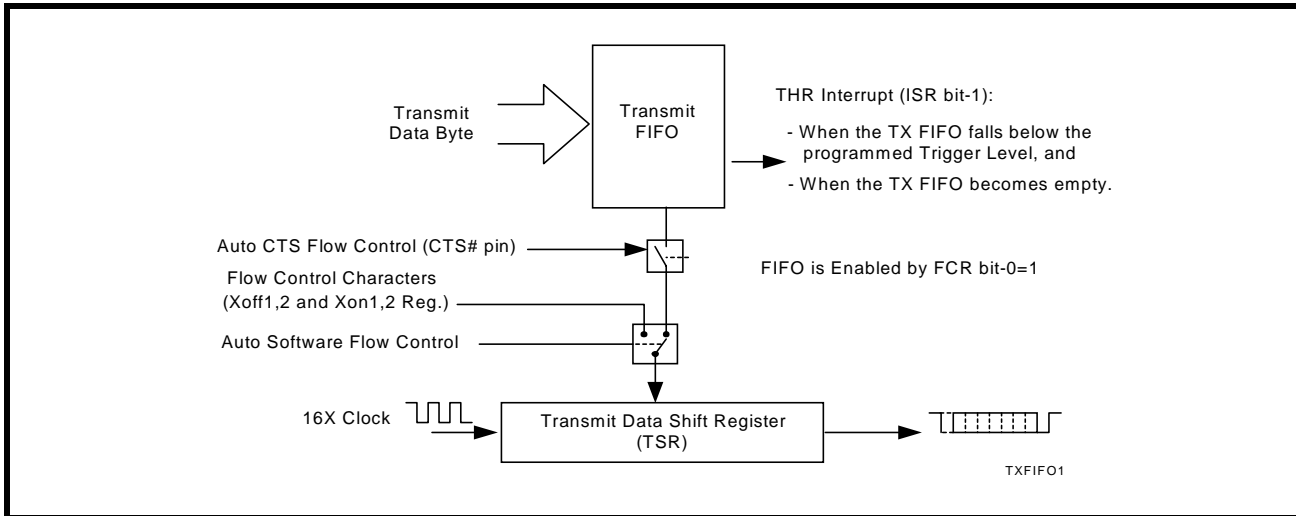 Transmit
Data Byte
Transmit
FIFO
THR Interrupt (ISR bit-1):
- When the TX FIFO falls below the
programmed Trigger Level, and
- When the TX FIFO becomes empty.
Auto CTS Flow Control (CTS# pin)
FIFO is Enabled by FCR bit-0=1
Flow Control Characters
(Xoff1,2 and Xon1,2 Reg.)
Auto Software Flow Control
16X Clock
Transmit Data Shift Register
(TSR)
TXFIFO1